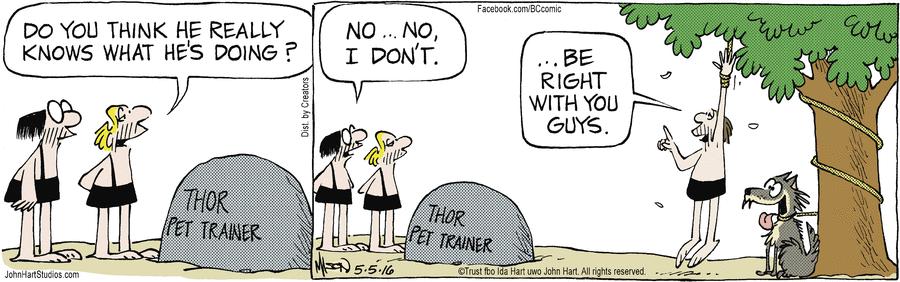 DO YOU THINK HE REALLY
KNOWS WHAT HE'S DOING?
THOR
PET TRAINER
JohnHartStudios.com
Dist. by Creators
NO ... NO,
I DON'T.
THOR
PET TRAINER
MASON 5-5-16
Facebook.com/BCcomic
...BE
RIGHT
WITH YOU
GUYS.
©Trust fbo Ida Hart uwo John Hart. All rights reserved.